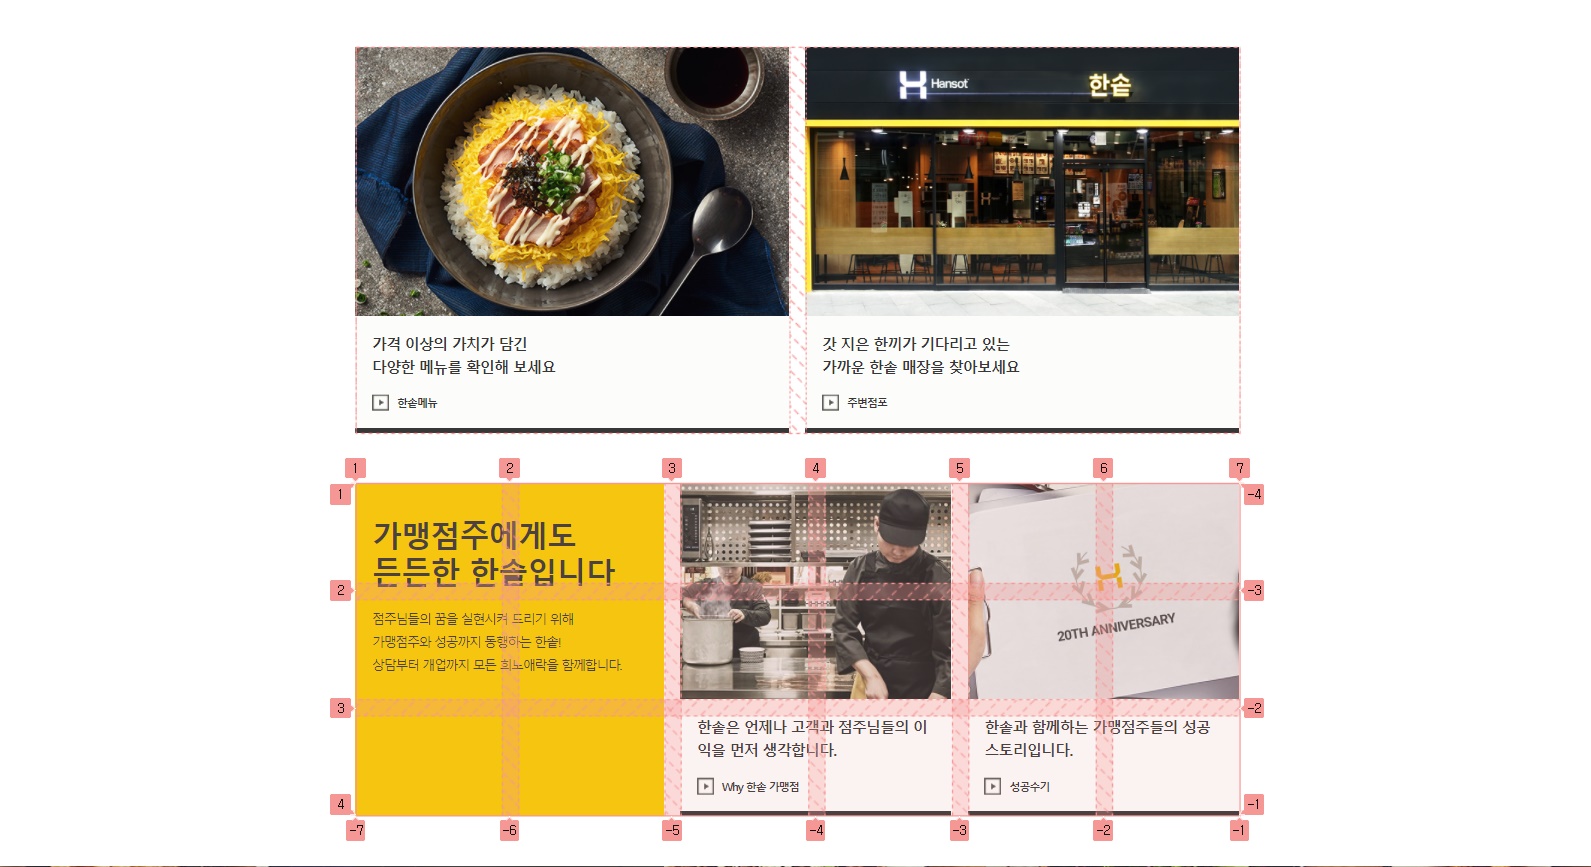 Hansot
한솥
가격 이상의 가치가 담긴
다양한 메뉴를 확인해 보세요
한솥메뉴
갓 지은 한끼가 기다리고 있는
가까운 한솥 매장을 찾아보세요
주변점포
1 2 3 4 5 6 7
1 -4
가맹점주에게도
든든한 한솥입니다
2 -3
점주님들의 꿈을 실현시켜 드리기 위해
가맹점주와 성공까지 동행하는 한솥!
상담부터 개업까지 모든 희노애락을 함께합니다.
20TH ANNIVERSARY
3 -2
한솥은 언제나 고객과 점주님들의 이
익을 먼저 생각합니다.
Why 한솥 가맹점
한솥과 함께하는 가맹점주들의 성공
스토리입니다.
성공수기
4 -1
-7 -6 -5 -4 -3 -2 -1